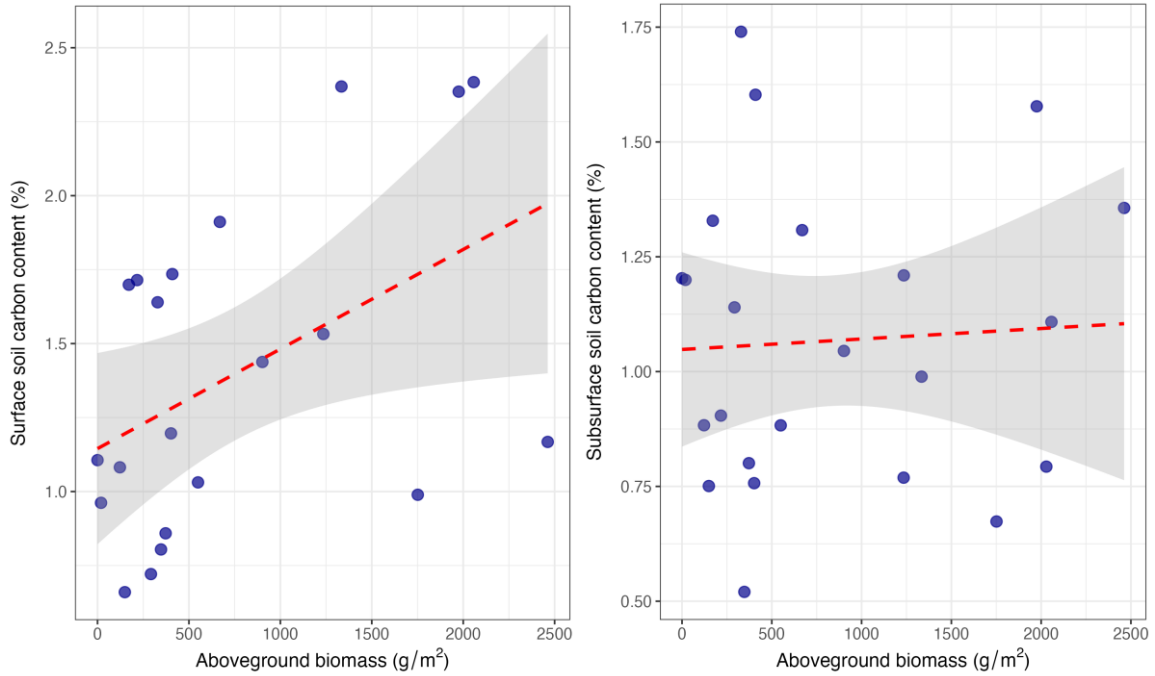 Surface soil carbon content (%)
2.5
2.0
1.5
1.0
0 500 1000 1500 2000 2500
Aboveground biomass (g/m²)
Subsurface soil carbon content (%)
1.75
1.50
1.25
1.00
0.75
0.50
0 500 1000 1500 2000 2500
Aboveground biomass (g/m²)